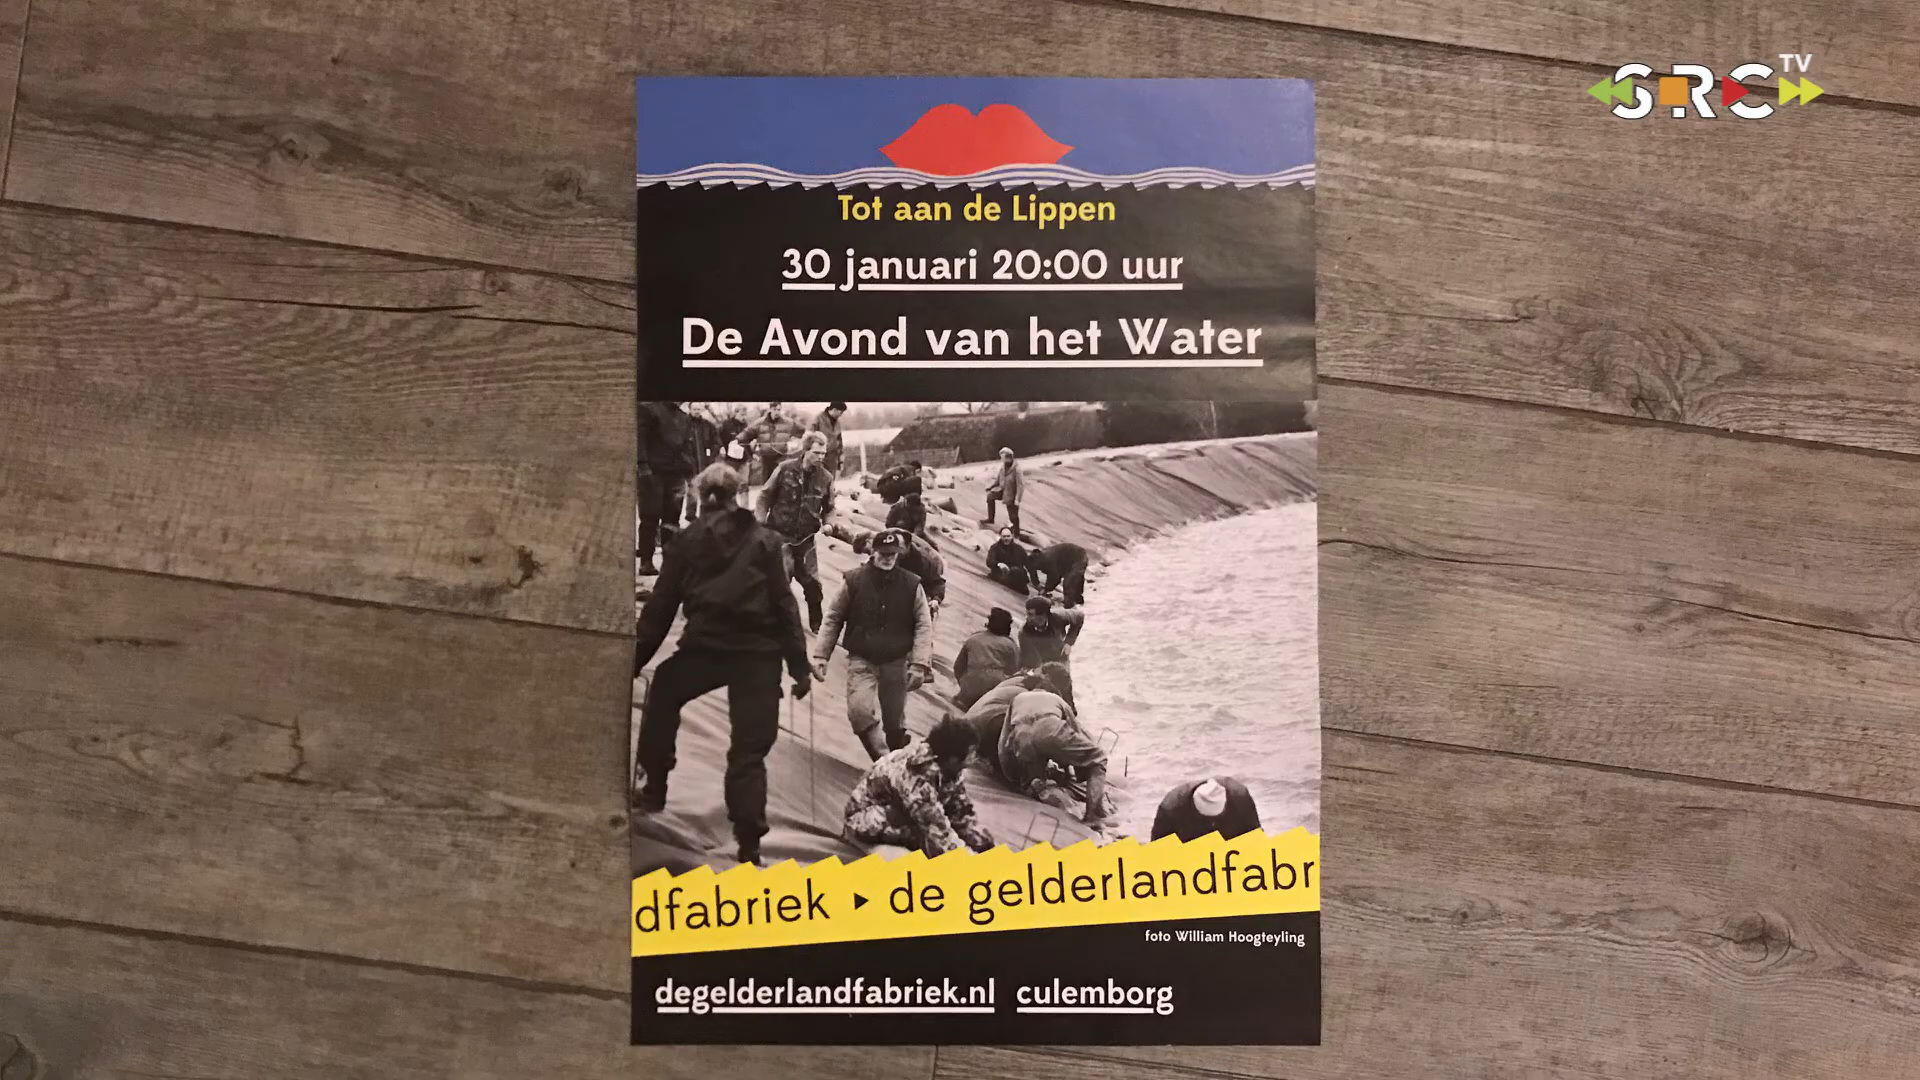 SRC TV
Tot aan de Lippen
30 januari 20:00 uur
De Avond van het Water
dfabriek ▸ de gelderlandfabr
foto William Hoogteyling
degelderlandfabriek.nl culemborg